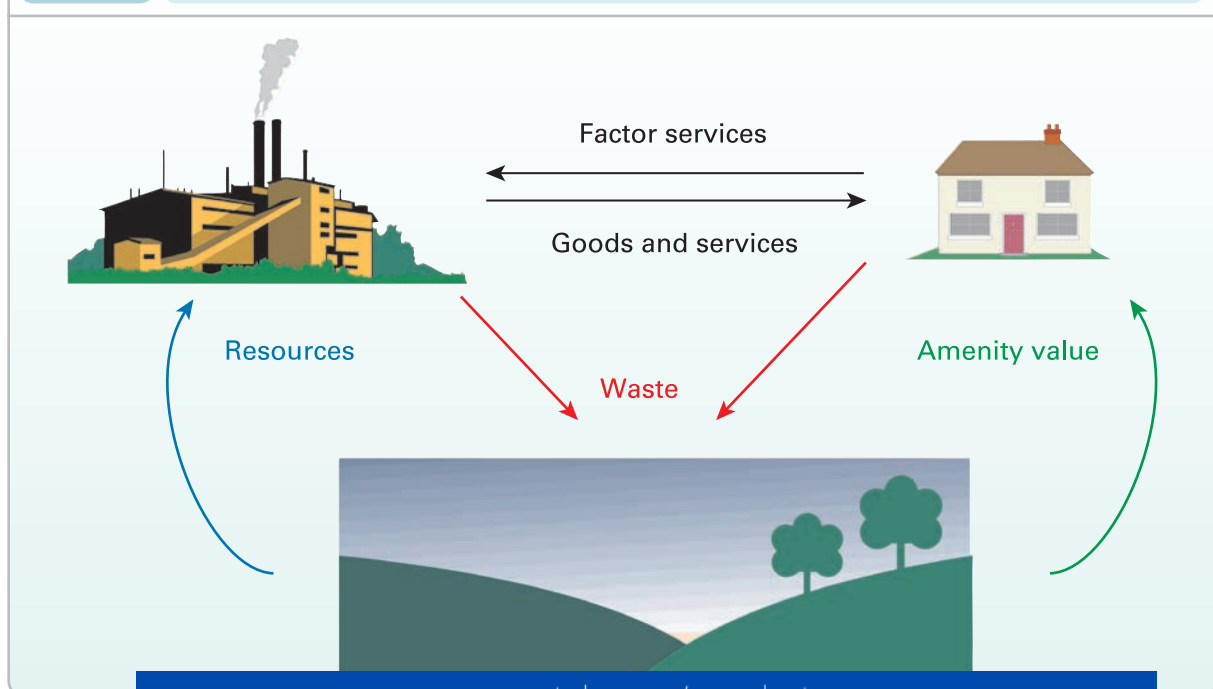 Factor services
Goods and services
Resources
Amenity value
Waste